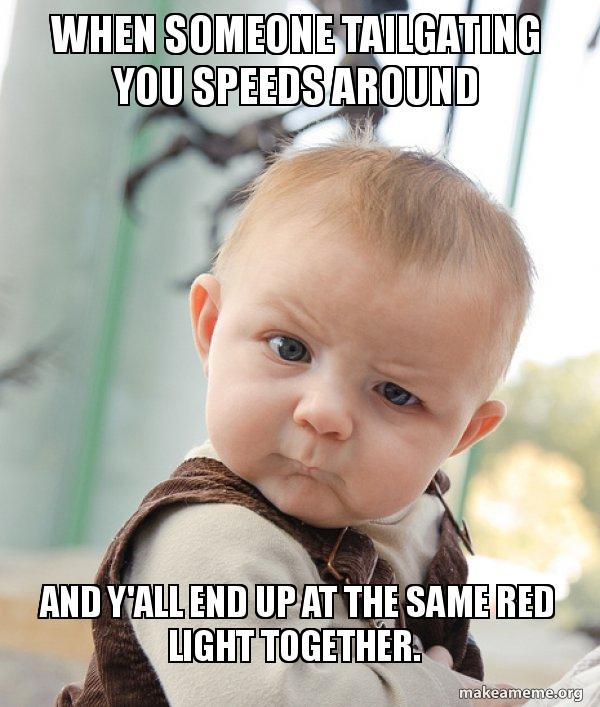 WHEN SOMEONE TAILGATING
YOU SPEEDS AROUND
AND Y'ALL END UP AT THE SAME RED
LIGHT TOGETHER.
makeameme.org